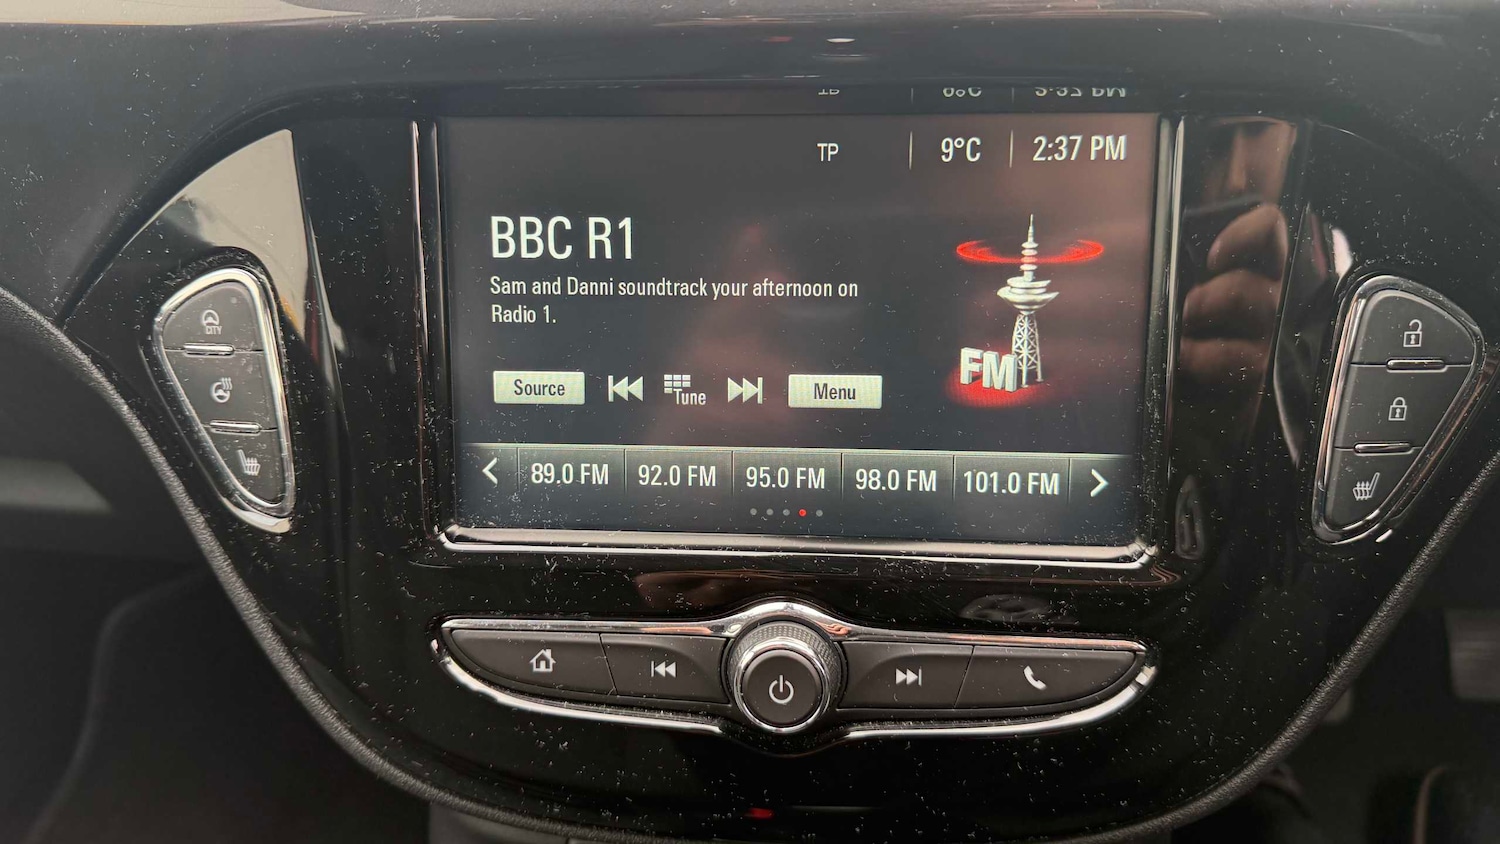 TP 9°C 2:37 PM
BBC R1
Sam and Danni soundtrack your afternoon on
Radio 1.
Source Tune Menu
FM
89.0 FM 92.0 FM 95.0 FM 98.0 FM 101.0 FM
CITY